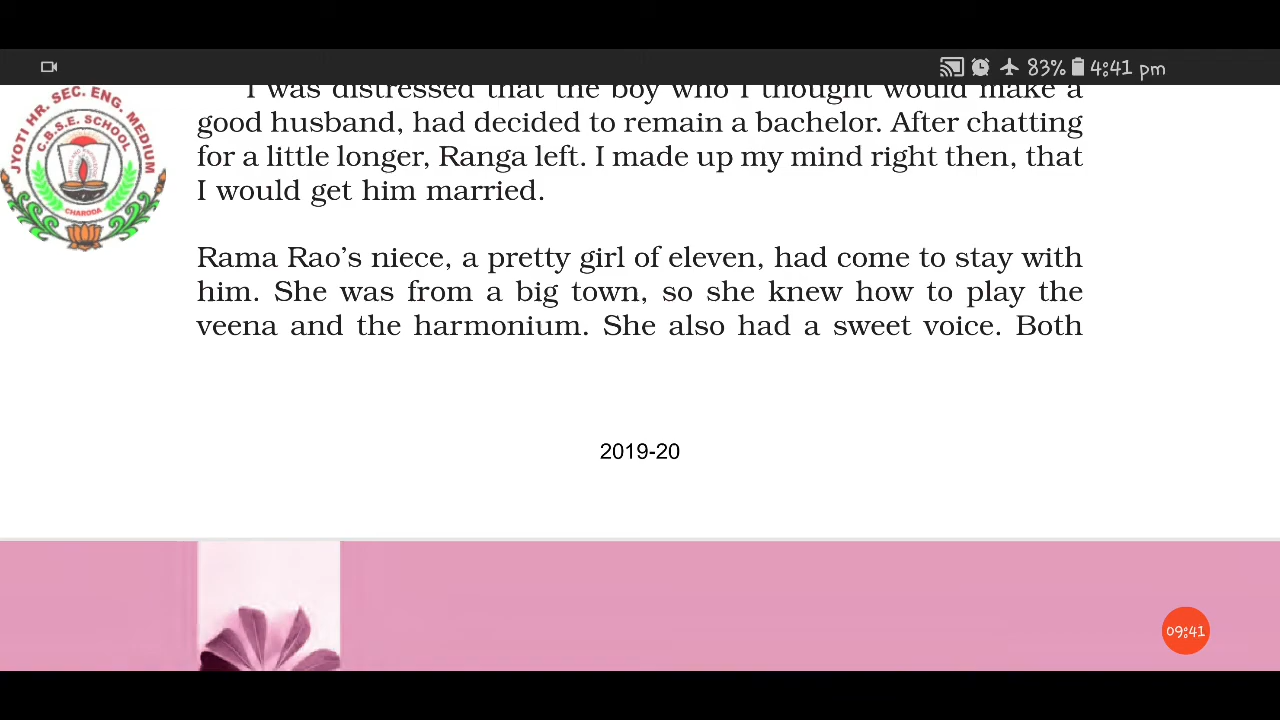 83% 4:41 pm
JYOTI HR. SEC. ENG. MEDIUM
C.B.S.E. SCHOOL
CHARODA
I was distressed that the boy who I thought would make a
good husband, had decided to remain a bachelor. After chatting
for a little longer, Ranga left. I made up my mind right then, that
I would get him married.
Rama Rao's niece, a pretty girl of eleven, had come to stay with
him. She was from a big town, so she knew how to play the
veena and the harmonium. She also had a sweet voice. Both
2019-20
09:41